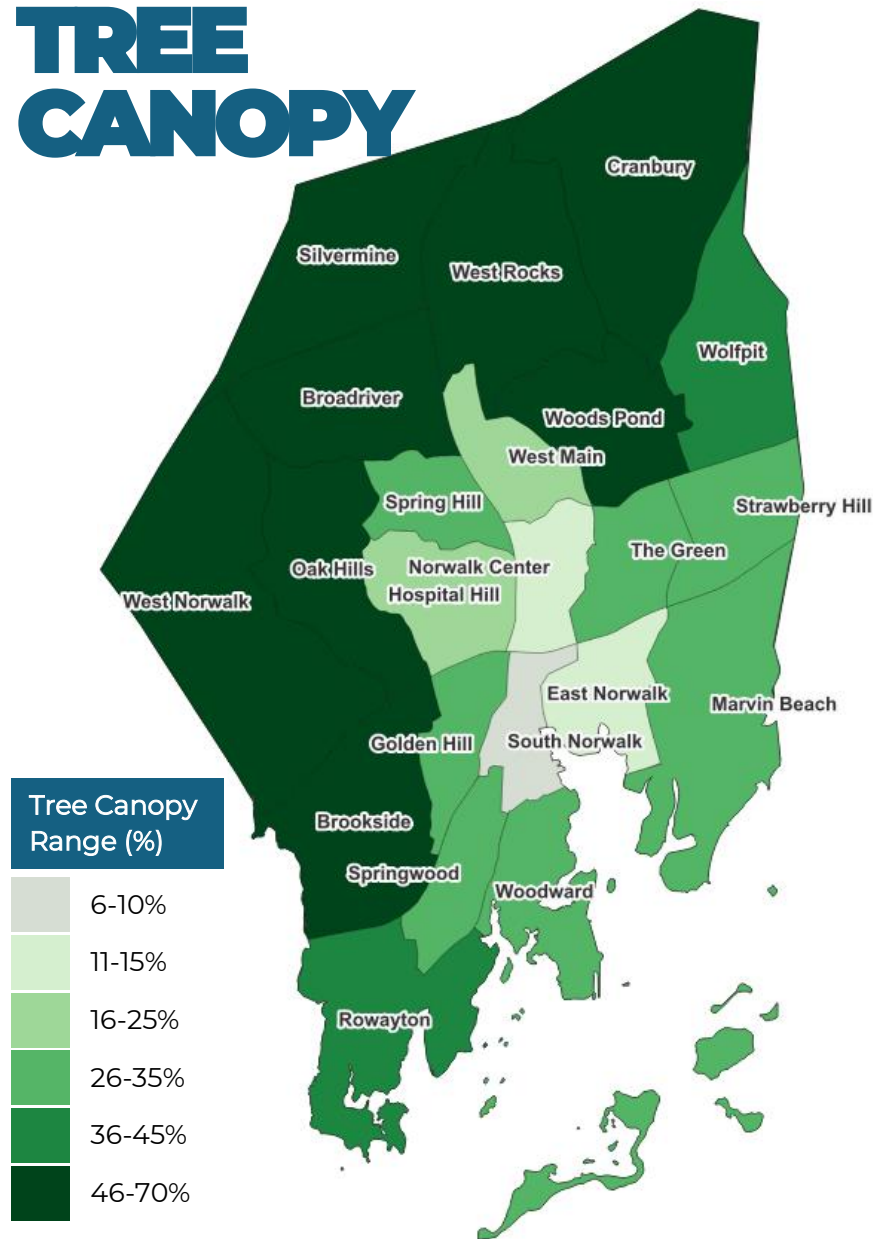 TREE
CANOPY
Cranbury
Silvermine
West Rocks
Wolfpit
Broadriver
Woods Pond
West Main
Spring Hill
Strawberry Hill
The Green
Oak Hills
Norwalk Center
Hospital Hill
West Norwalk
East Norwalk
Marvin Beach
Golden Hill
South Norwalk
Brookside
Springwood
Woodward
Rowayton
Tree Canopy
Range (%)
6-10%
11-15%
16-25%
26-35%
36-45%
46-70%